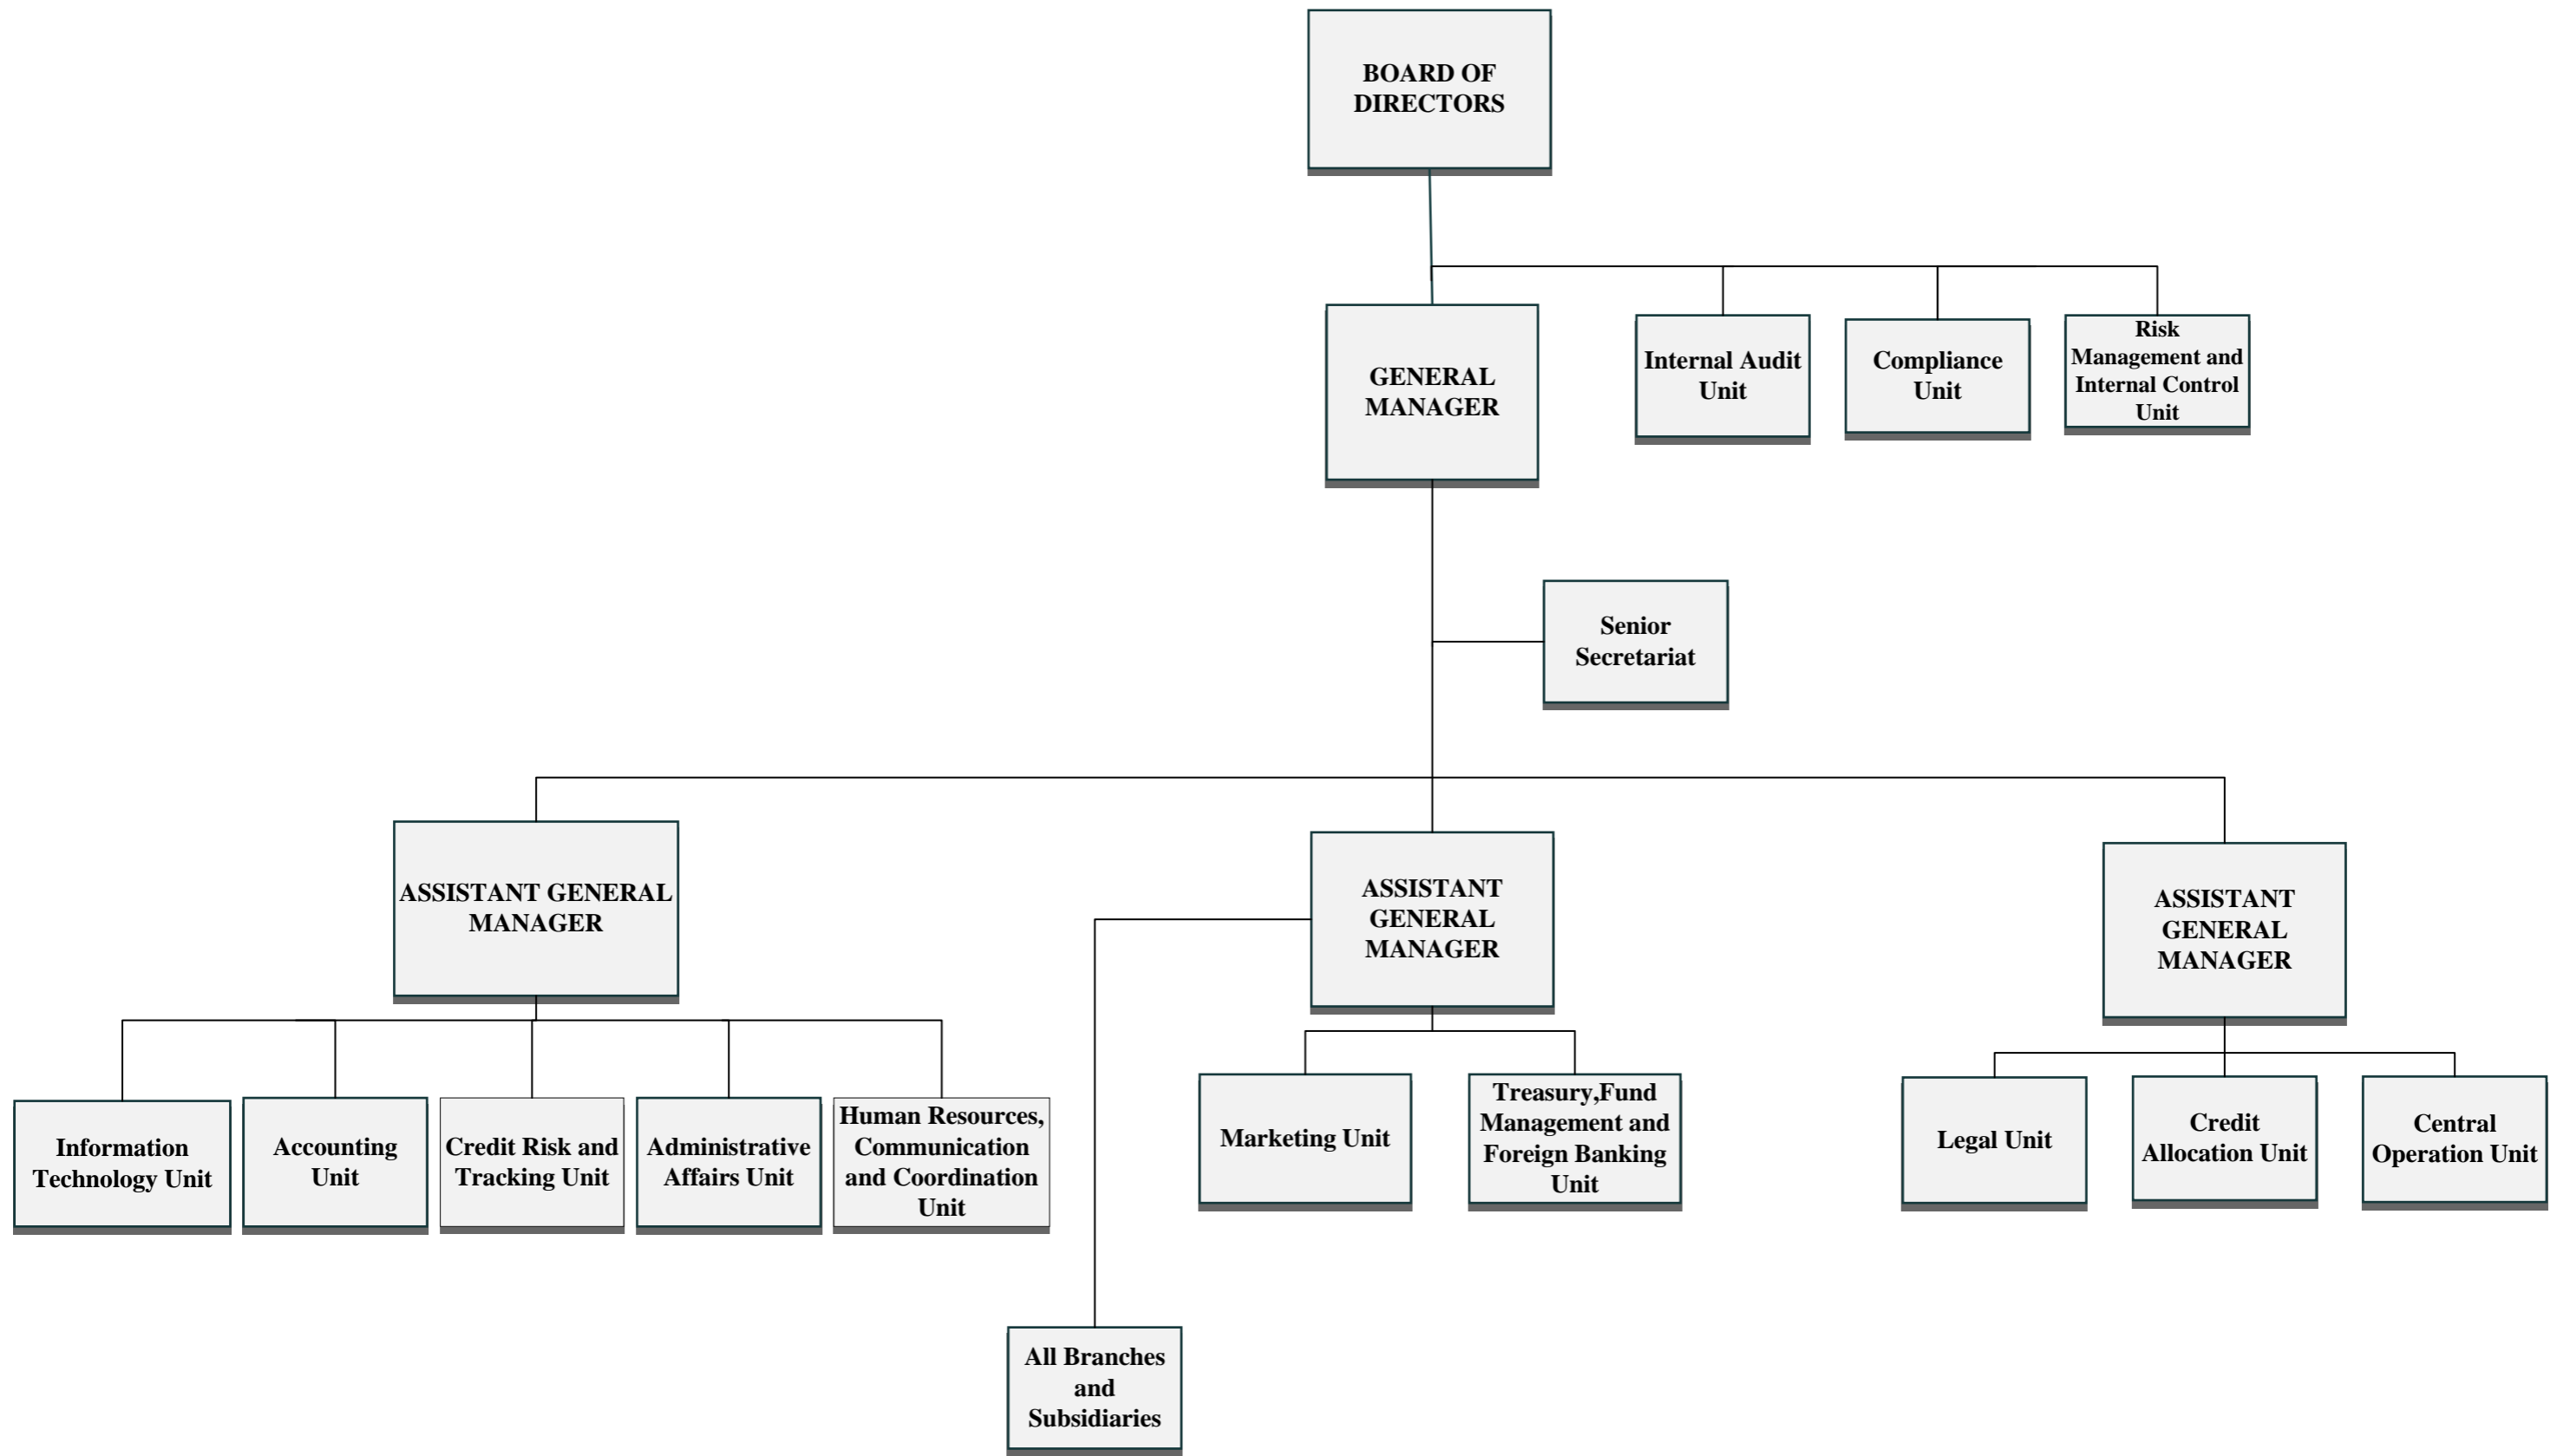 BOARD OF
DIRECTORS
GENERAL
MANAGER
Internal Audit
Unit
Compliance
Unit
Risk
Management and
Internal Control
Unit
Senior
Secretariat
ASSISTANT GENERAL
MANAGER
ASSISTANT
GENERAL
MANAGER
ASSISTANT
GENERAL
MANAGER
Information
Technology Unit
Accounting
Unit
Credit Risk and
Tracking Unit
Administrative
Affairs Unit
Human Resources,
Communication
and Coordination
Unit
Marketing Unit
Treasury,Fund
Management and
Foreign Banking
Unit
Legal Unit
Credit
Allocation Unit
Central
Operation Unit
All Branches
and
Subsidiaries